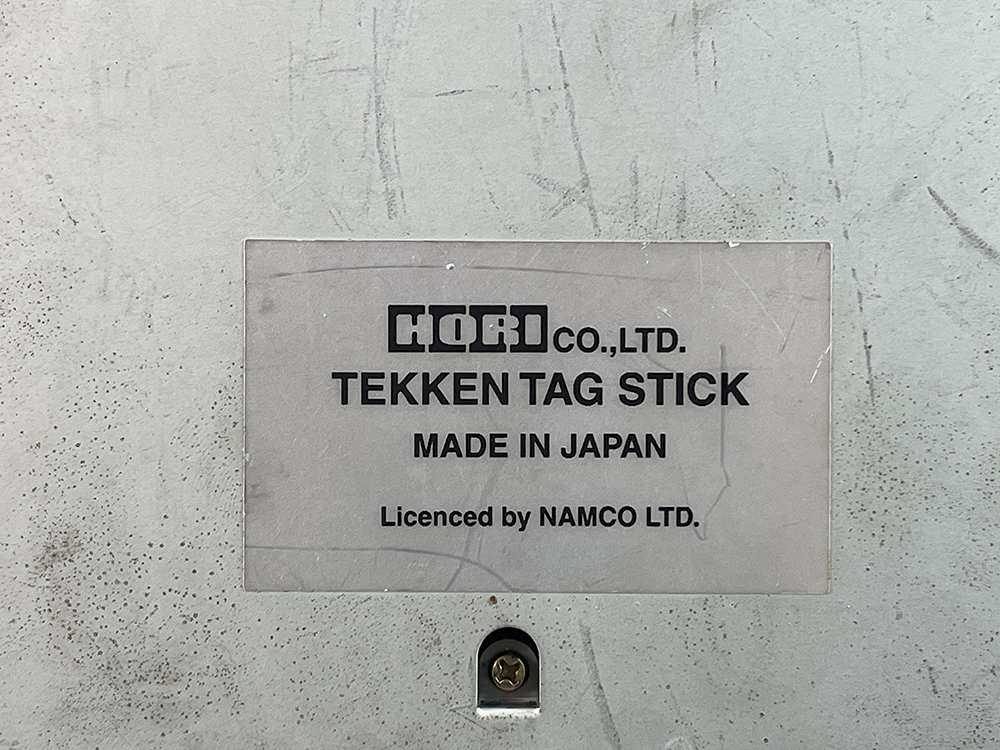 HORI CO.,LTD.
TEKKEN TAG STICK
MADE IN JAPAN
Licenced by NAMCO LTD.